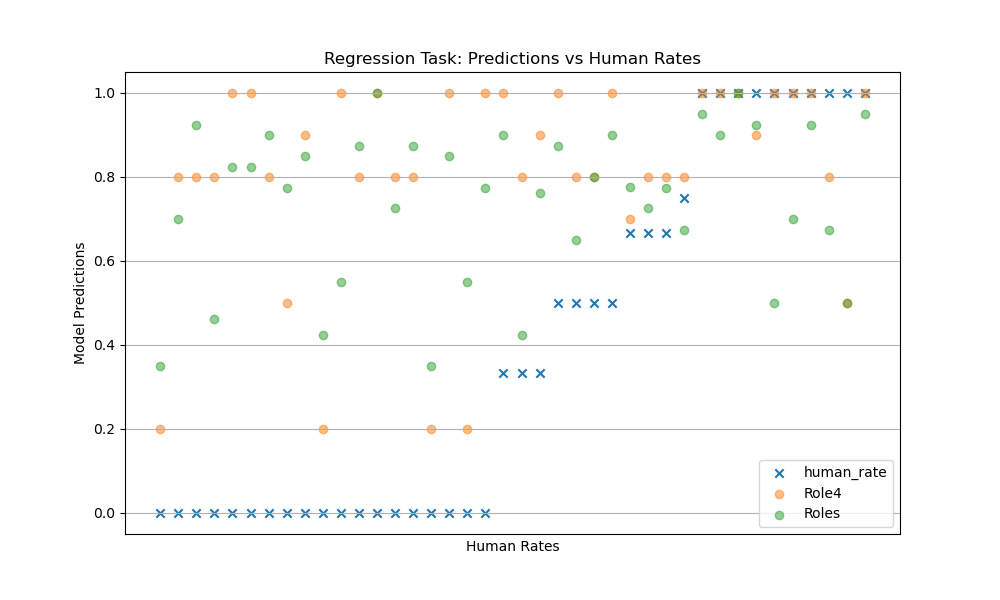 Regression Task: Predictions vs Human Rates
1.0
0.8
0.6
0.4
0.2
0.0
Model Predictions
Human Rates
human_rate
Role4
Roles